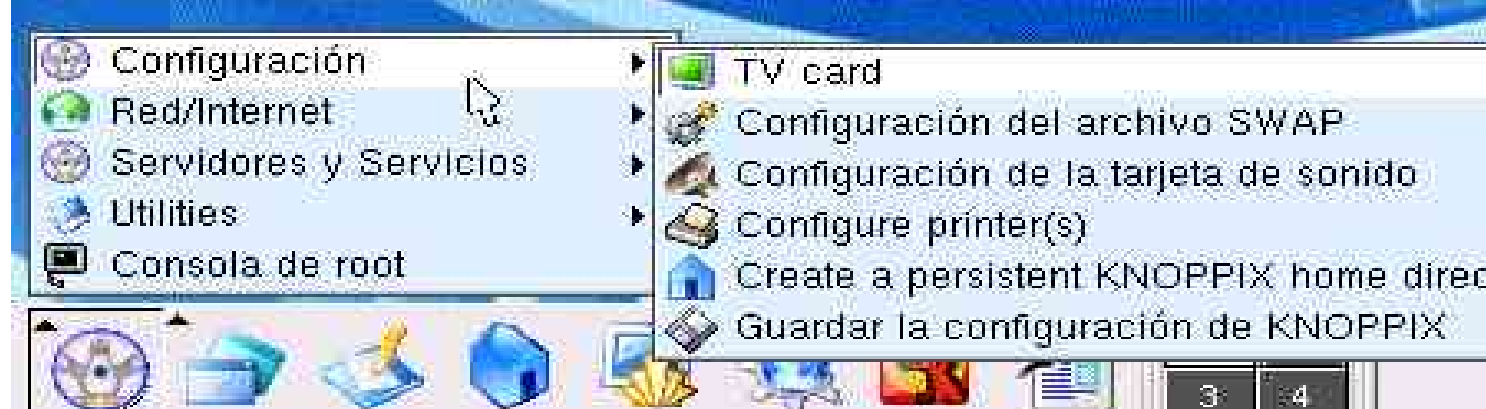 Configuración
Red/Internet
Servidores y Servicios
Utilities
Consola de root
TV card
Configuración del archivo SWAP
Configuración de la tarjeta de sonido
Configure printer(s)
Create a persistent KNOPPIX home direc
Guardar la configuración de KNOPPIX
3 4